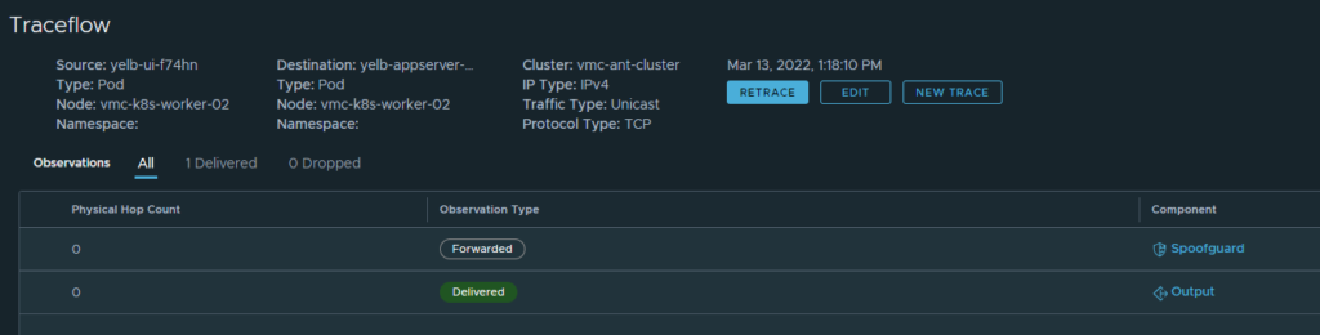 Traceflow
Source: yelb-ui-f74hn Destination: yelb-appserver-... Cluster: vmc-ant-cluster Mar 13, 2022, 1:18:10 PM
Type: Pod Type: Pod IP Type: IPv4 RETRACE EDIT NEW TRACE
Node: vmc-k8s-worker-02 Node: vmc-k8s-worker-02 Traffic Type: Unicast
Namespace: Namespace: Protocol Type: TCP
Observations All 1 Delivered 0 Dropped
Physical Hop Count Observation Type Component
0 Forwarded Spoofguard
0 Delivered Output